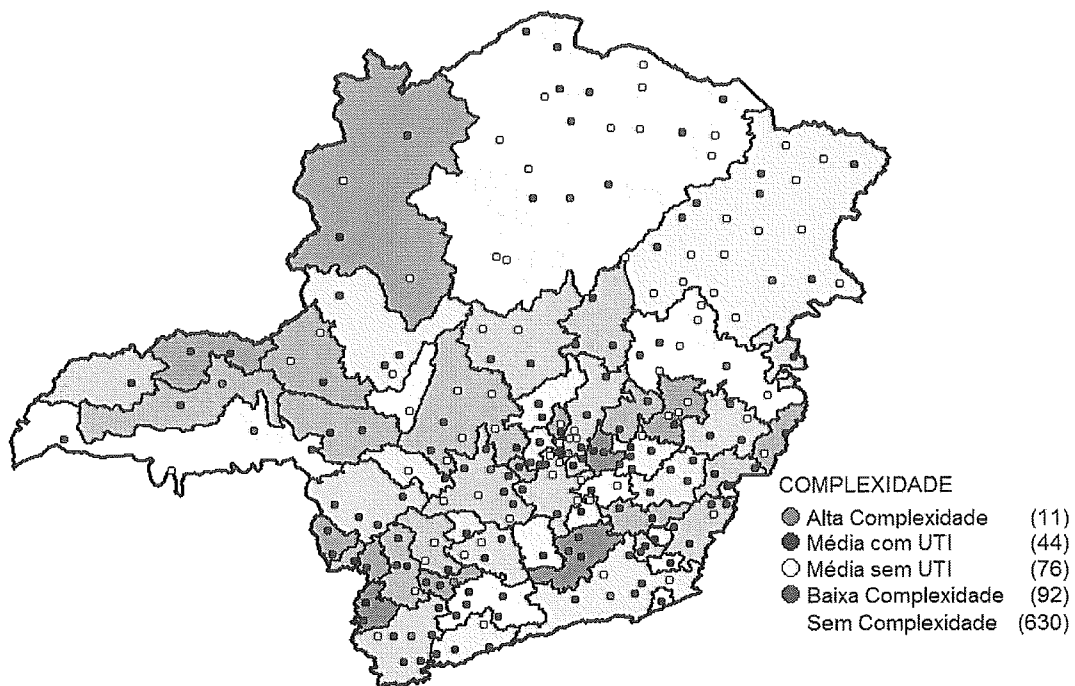 COMPLEXIDADE
Alta Complexidade (11)
Média com UTI (44)
Média sem UTI (76)
Baixa Complexidade (92)
Sem Complexidade (630)